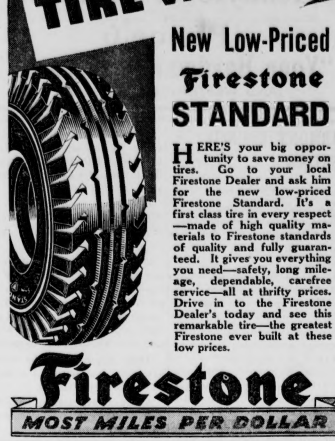 TIRE
New Low-Priced
Firestone
STANDARD
HERE'S your big oppor-
tunity to save money on
tires. Go to your local
Firestone Dealer and ask him
for the new low-priced
Firestone Standard. It's a
first class tire in every respect
—made of high quality ma-
terials to Firestone standards
of quality and fully guaran-
teed. It gives you everything
you need—safety, long mile-
age, dependable, carefree
service—all at thrifty prices.
Drive in to the Firestone
Dealer's today and see this
remarkable tire—the greatest
Firestone ever built at these
low prices.
Firestone
MOST MILES PER DOLLAR